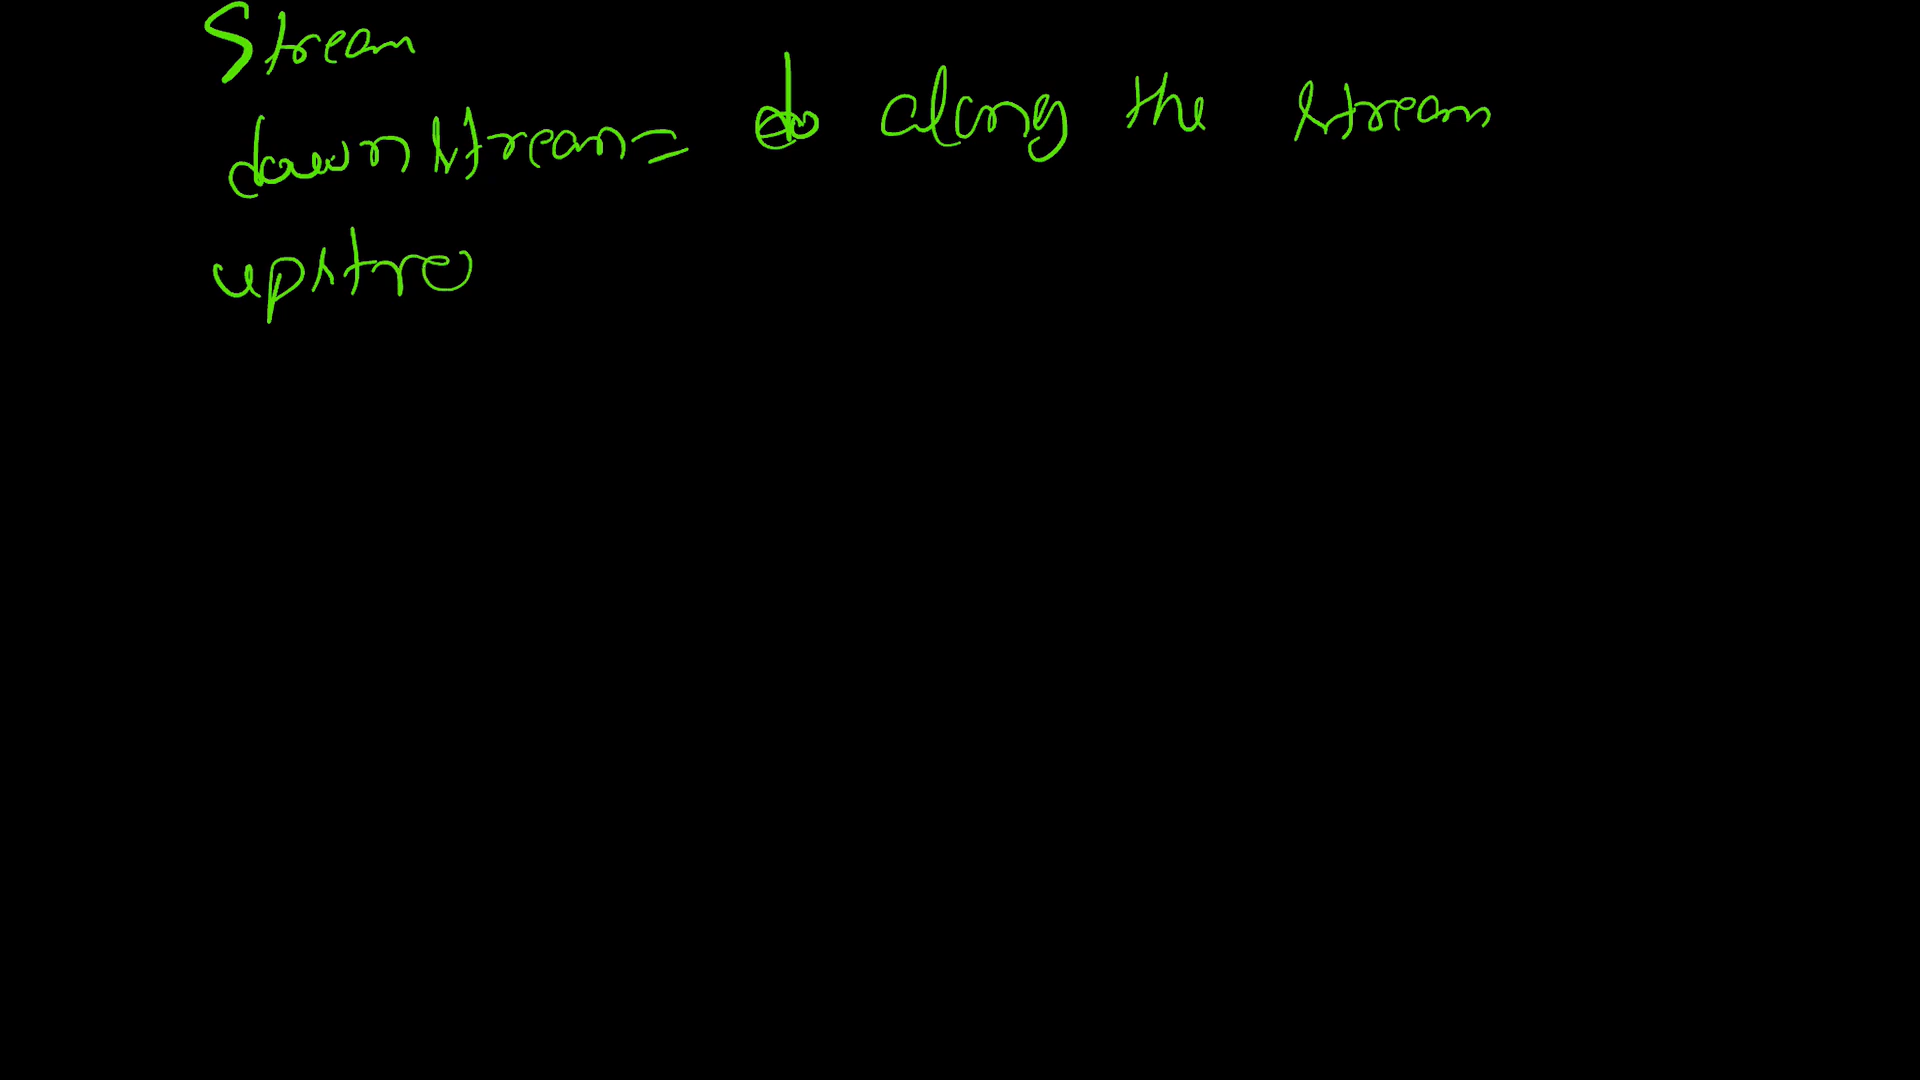 Stream
downstream = along the stream
upstre